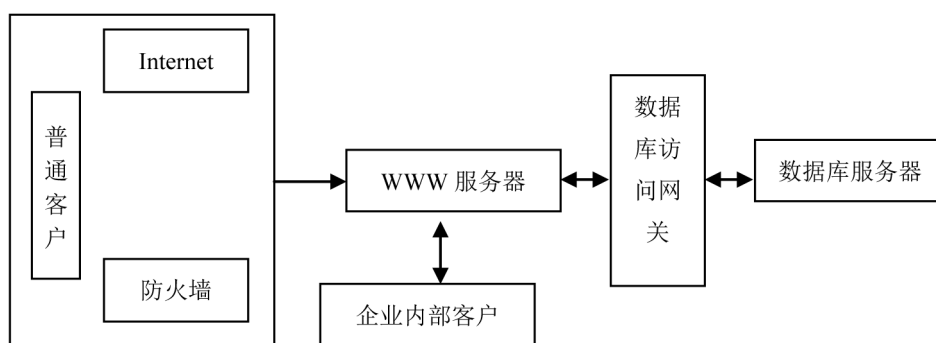 Internet
普
通
客
户
防火墙
WWW 服务器
企业内部客户
数据
库访
问网
关
数据库服务器